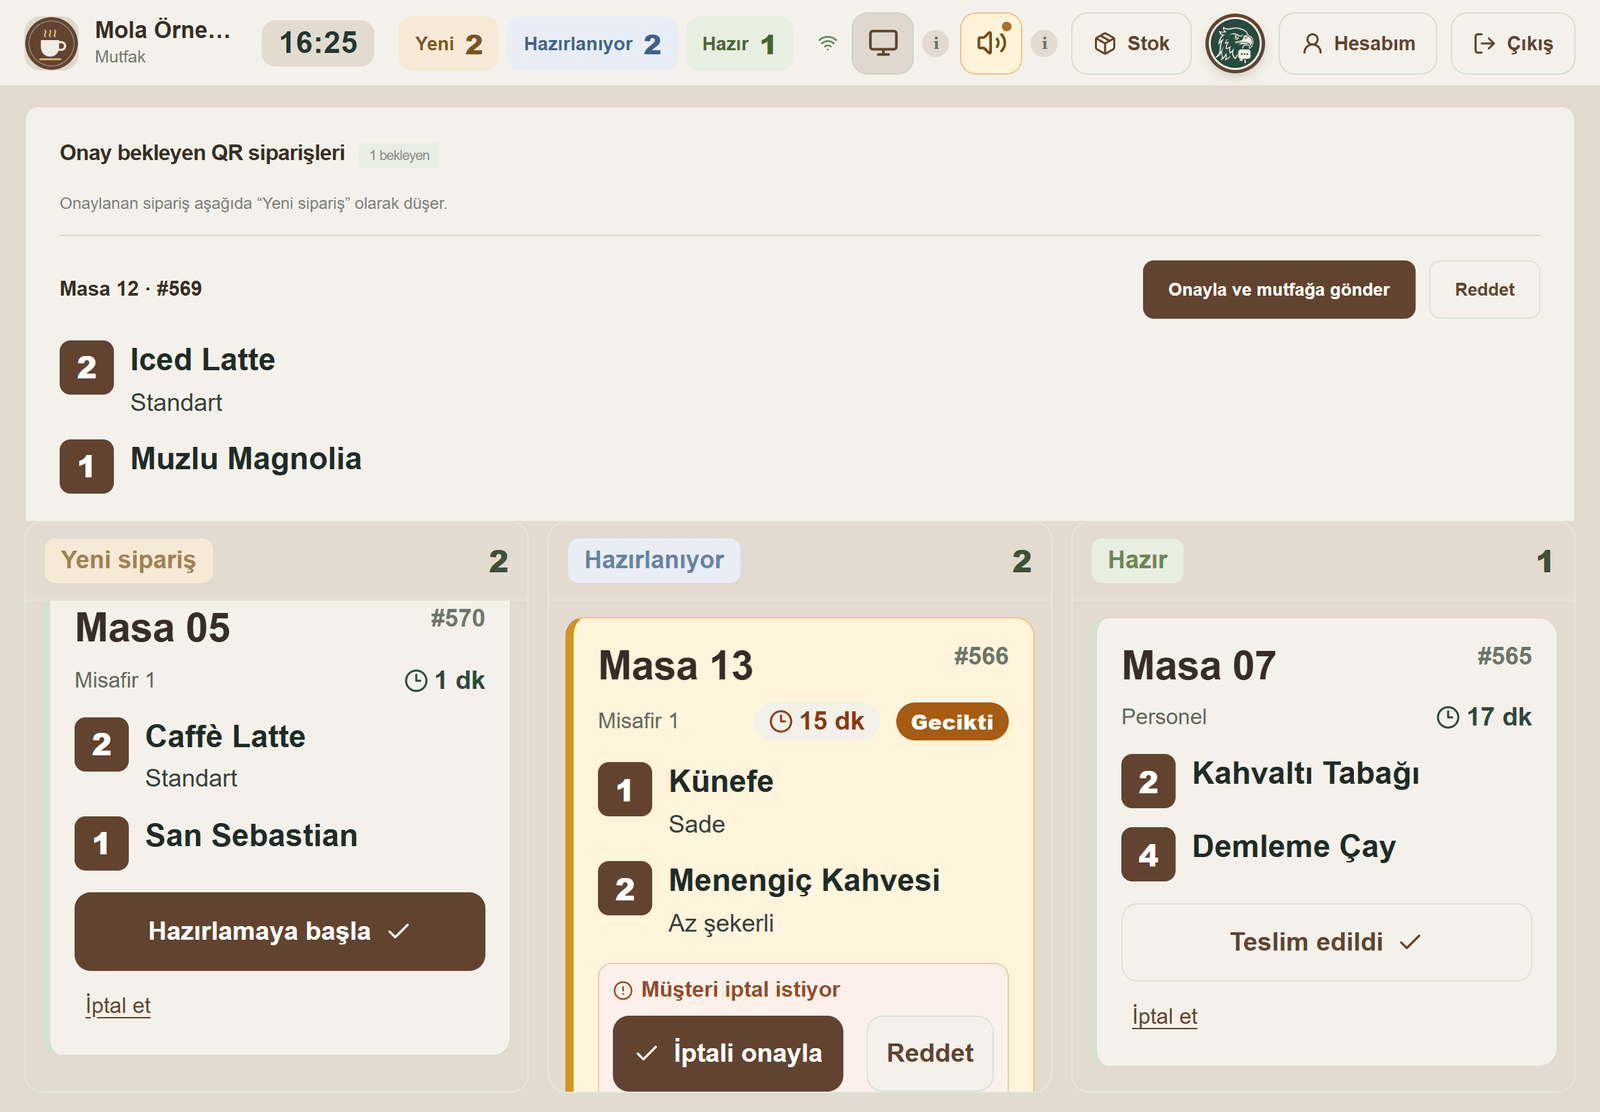 Mola Örne...
Mutfak
16:25
Yeni 2
Hazırlanıyor 2
Hazır 1
i
i
Stok
Hesabım
Çıkış
Onay bekleyen QR siparişleri
1 bekleyen
Onaylanan sipariş aşağıda “Yeni sipariş” olarak düşer.
Masa 12 · #569
Onayla ve mutfağa gönder
Reddet
2 Iced Latte
Standart
1 Muzlu Magnolia
Yeni sipariş 2
Masa 05 #570
Misafir 1 1 dk
2 Caffè Latte
Standart
1 San Sebastian
Hazırlamaya başla
İptal et
Hazırlanıyor 2
Masa 13 #566
Misafir 1 15 dk Gecikti
1 Künefe
Sade
2 Menengiç Kahvesi
Az şekerli
Müşteri iptal istiyor
İptali onayla
Reddet
Hazır 1
Masa 07 #565
Personel 17 dk
2 Kahvaltı Tabağı
4 Demleme Çay
Teslim edildi
İptal et